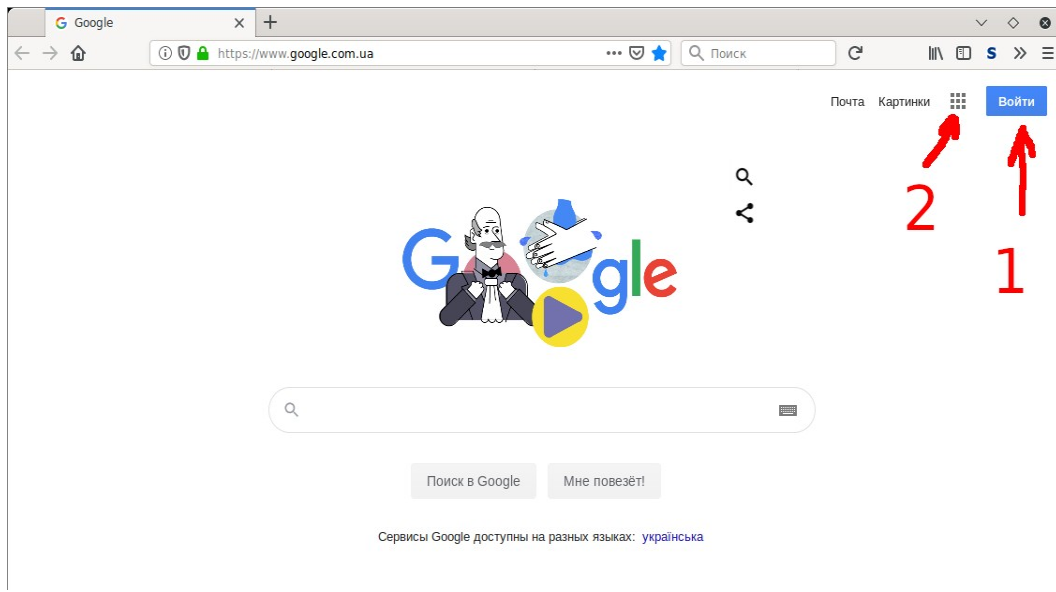 Google
https://www.google.com.ua
Поиск
S
Почта Картинки Войти
2
1
Google
Поиск в Google Мне повезёт!
Сервисы Google доступны на разных языках: українська